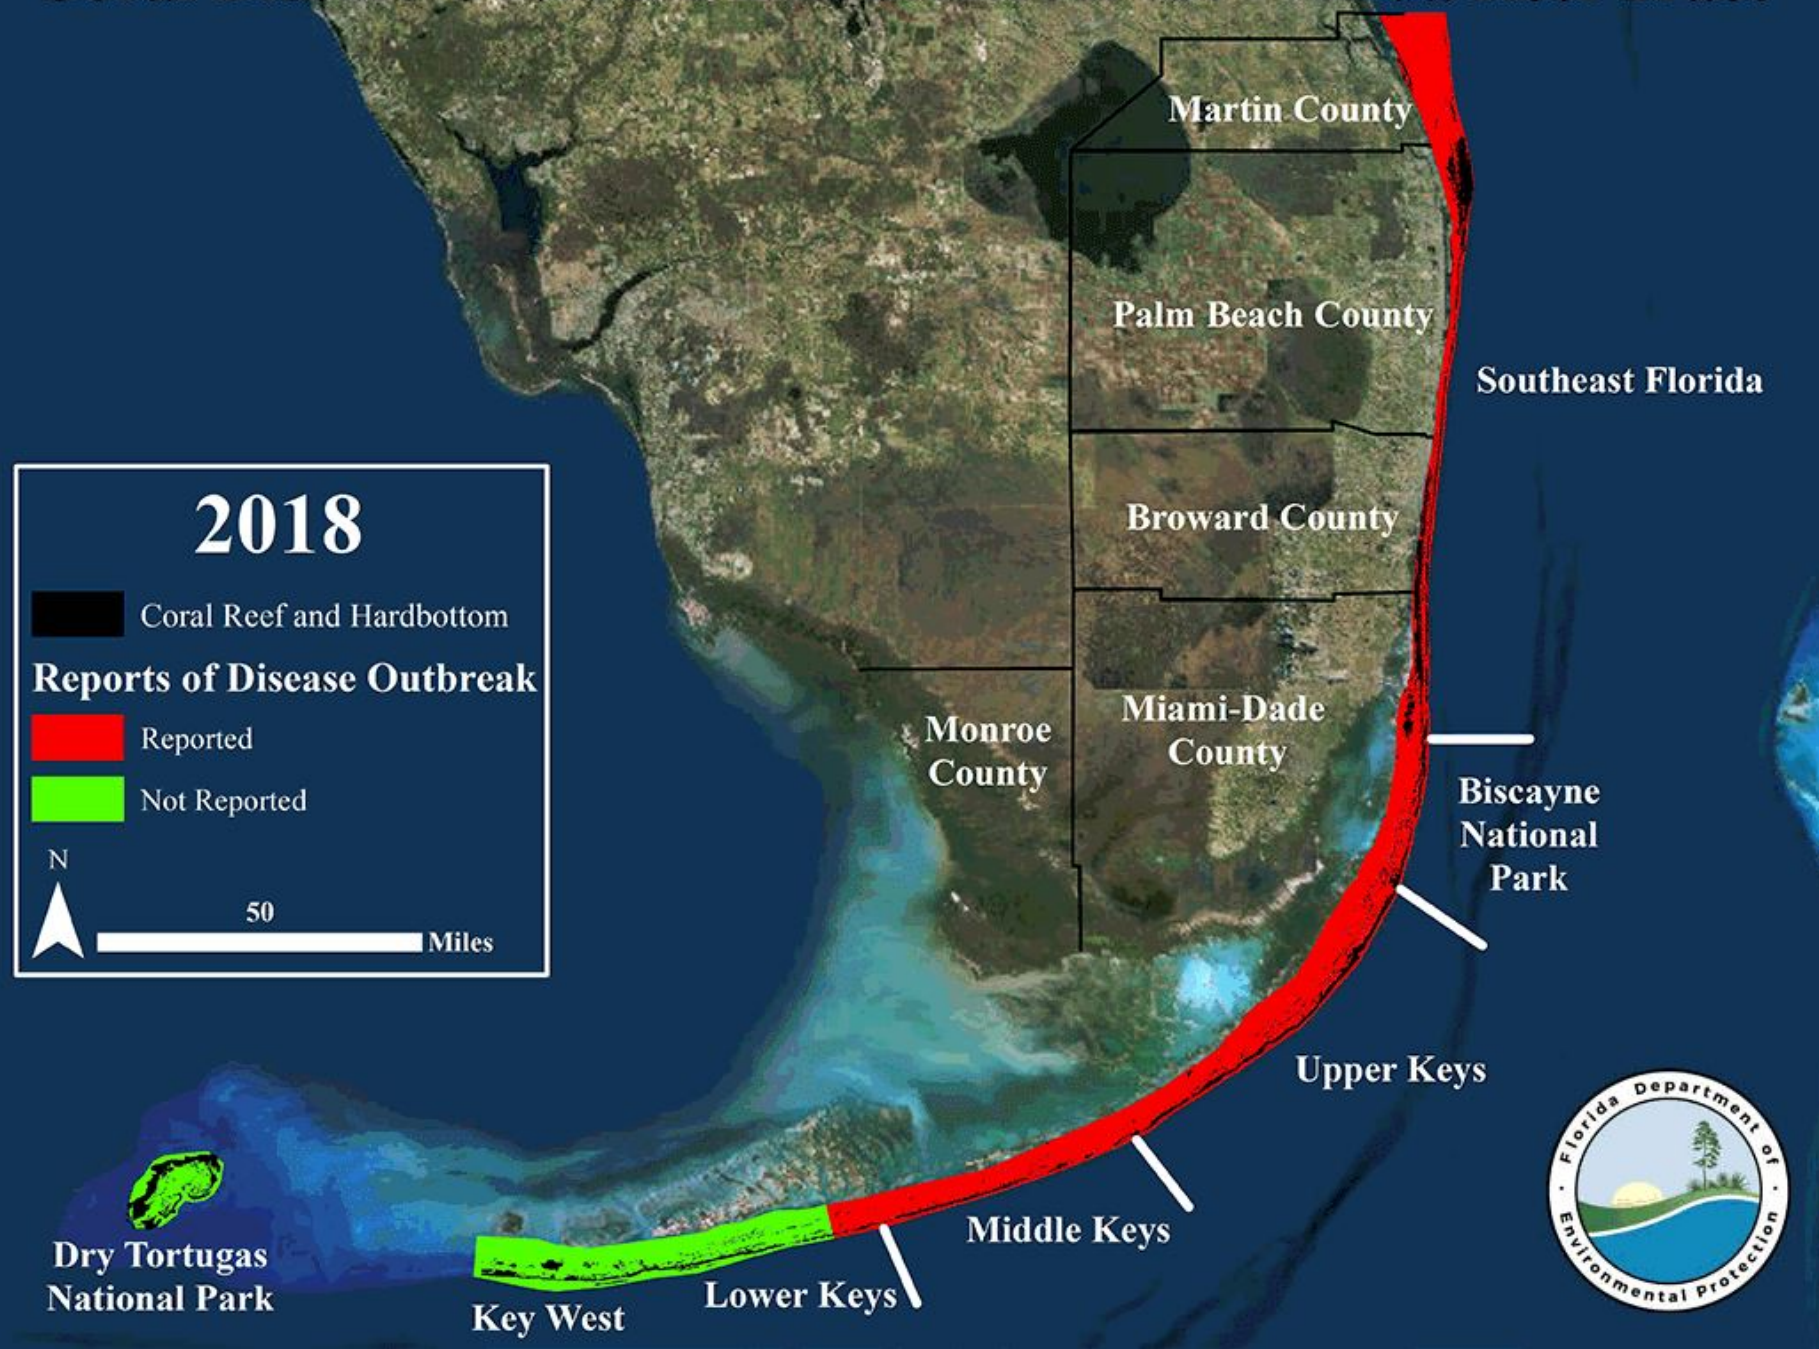 Martin County
Palm Beach County
Southeast Florida
Broward County
2018
Coral Reef and Hardbottom
Reports of Disease Outbreak
Reported
Not Reported
N
50
Miles
Monroe
County
Miami-Dade
County
Biscayne
National
Park
Upper Keys
Middle Keys
Lower Keys
Key West
Dry Tortugas
National Park
Florida Department of
Environmental Protection